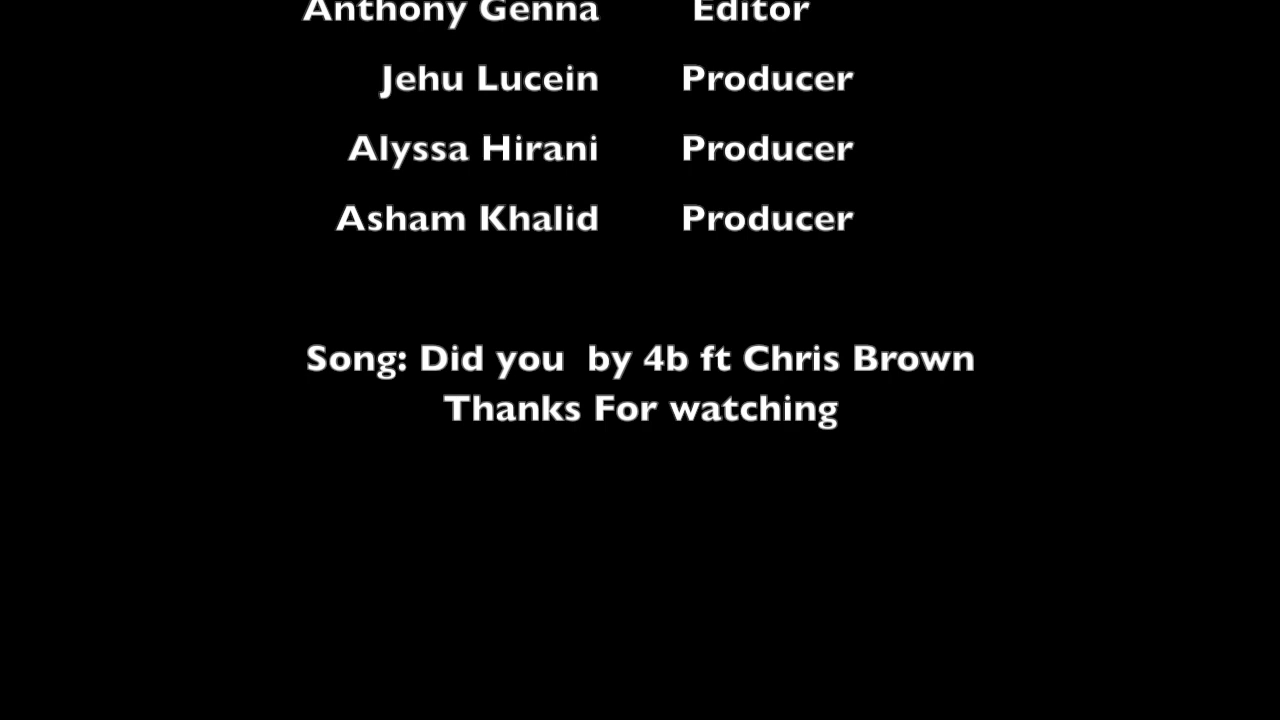 Anthony Genna Editor
Jehu Lucein Producer
Alyssa Hirani Producer
Asham Khalid Producer
Song: Did you  by 4b ft Chris Brown
Thanks For watching